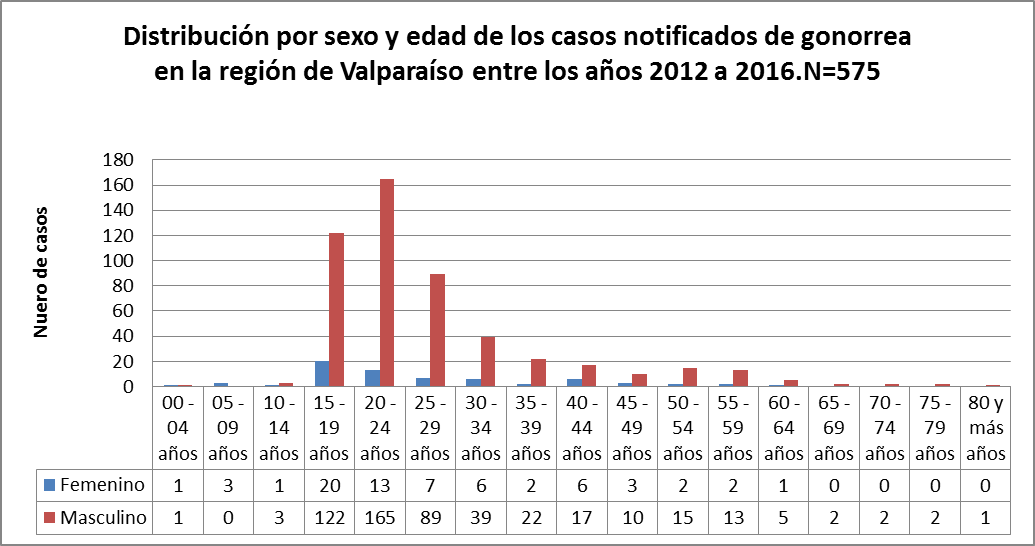 Distribución por sexo y edad de los casos notificados de gonorrea
en la región de Valparaíso entre los años 2012 a 2016.N=575
Nuero de casos
180
160
140
120
100
80
60
40
20
0
00 - 04 años 05 - 09 años 10 - 14 años 15 - 19 años 20 - 24 años 25 - 29 años 30 - 34 años 35 - 39 años 40 - 44 años 45 - 49 años 50 - 54 años 55 - 59 años 60 - 64 años 65 - 69 años 70 - 74 años 75 - 79 años 80 y más años
Femenino 1 3 1 20 13 7 6 2 6 3 2 2 1 0 0 0 0
Masculino 1 0 3 122 165 89 39 22 17 10 15 13 5 2 2 2 1